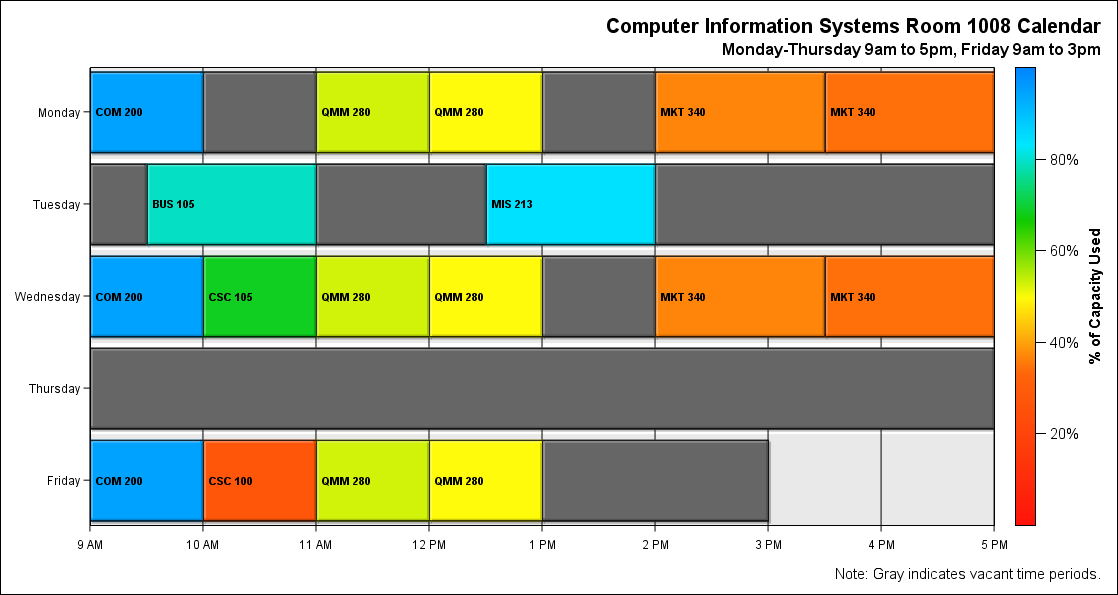 Computer Information Systems Room 1008 Calendar
Monday-Thursday 9am to 5pm, Friday 9am to 3pm
Monday
COM 200
QMM 280
QMM 280
MKT 340
MKT 340
Tuesday
BUS 105
MIS 213
Wednesday
COM 200
CSC 105
QMM 280
QMM 280
MKT 340
MKT 340
Thursday
Friday
COM 200
CSC 100
QMM 280
QMM 280
9 AM
10 AM
11 AM
12 PM
1 PM
2 PM
3 PM
4 PM
5 PM
80%
60%
40%
20%
% of Capacity Used
Note: Gray indicates vacant time periods.